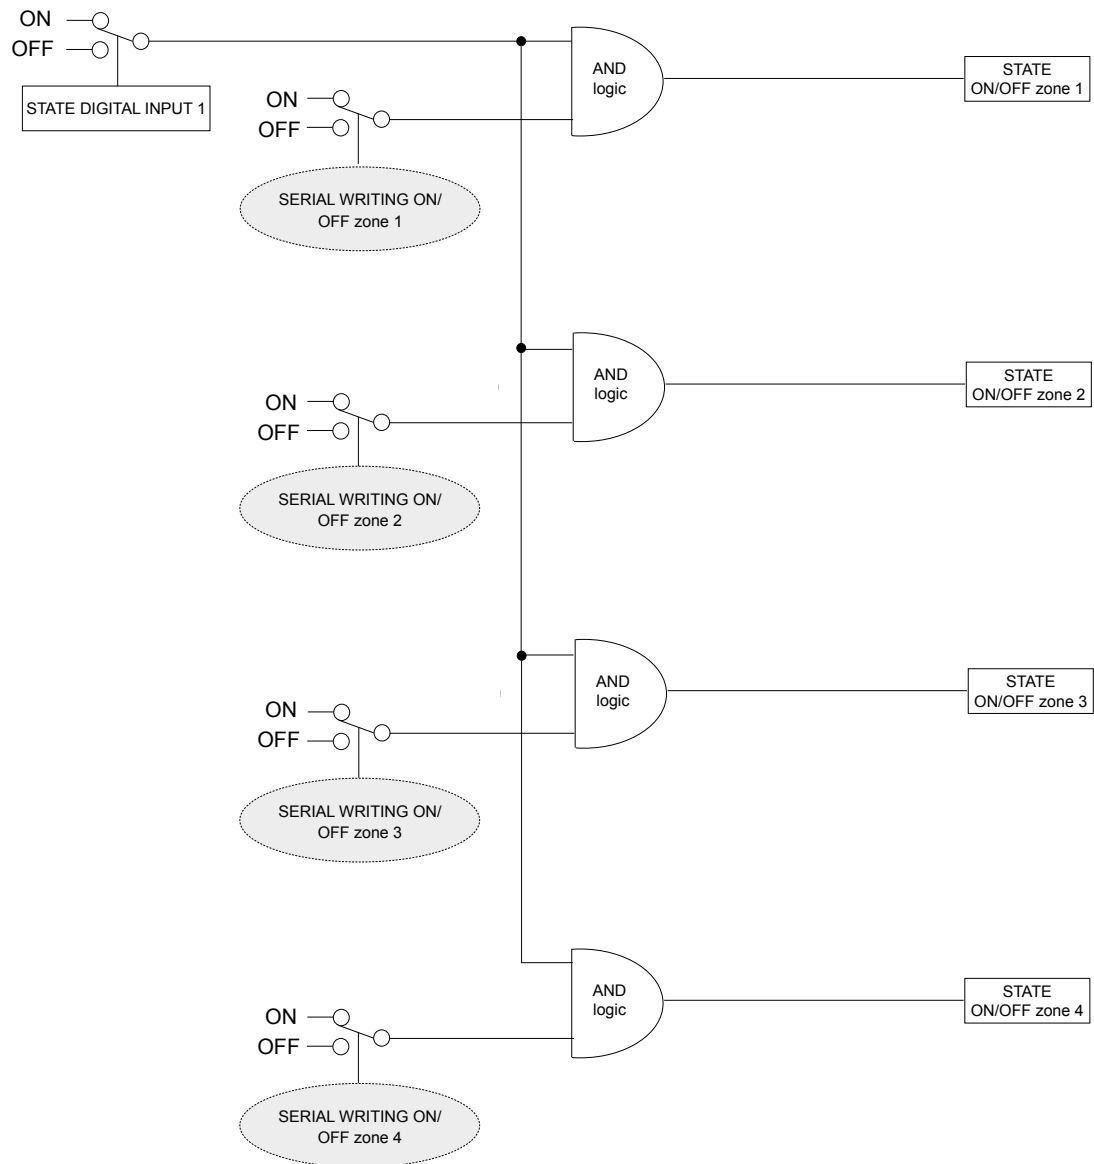 ON
OFF
STATE DIGITAL INPUT 1
ON
OFF
SERIAL WRITING ON/
OFF zone 1
AND
logic
STATE
ON/OFF zone 1
ON
OFF
SERIAL WRITING ON/
OFF zone 2
AND
logic
STATE
ON/OFF zone 2
ON
OFF
SERIAL WRITING ON/
OFF zone 3
AND
logic
STATE
ON/OFF zone 3
ON
OFF
SERIAL WRITING ON/
OFF zone 4
AND
logic
STATE
ON/OFF zone 4